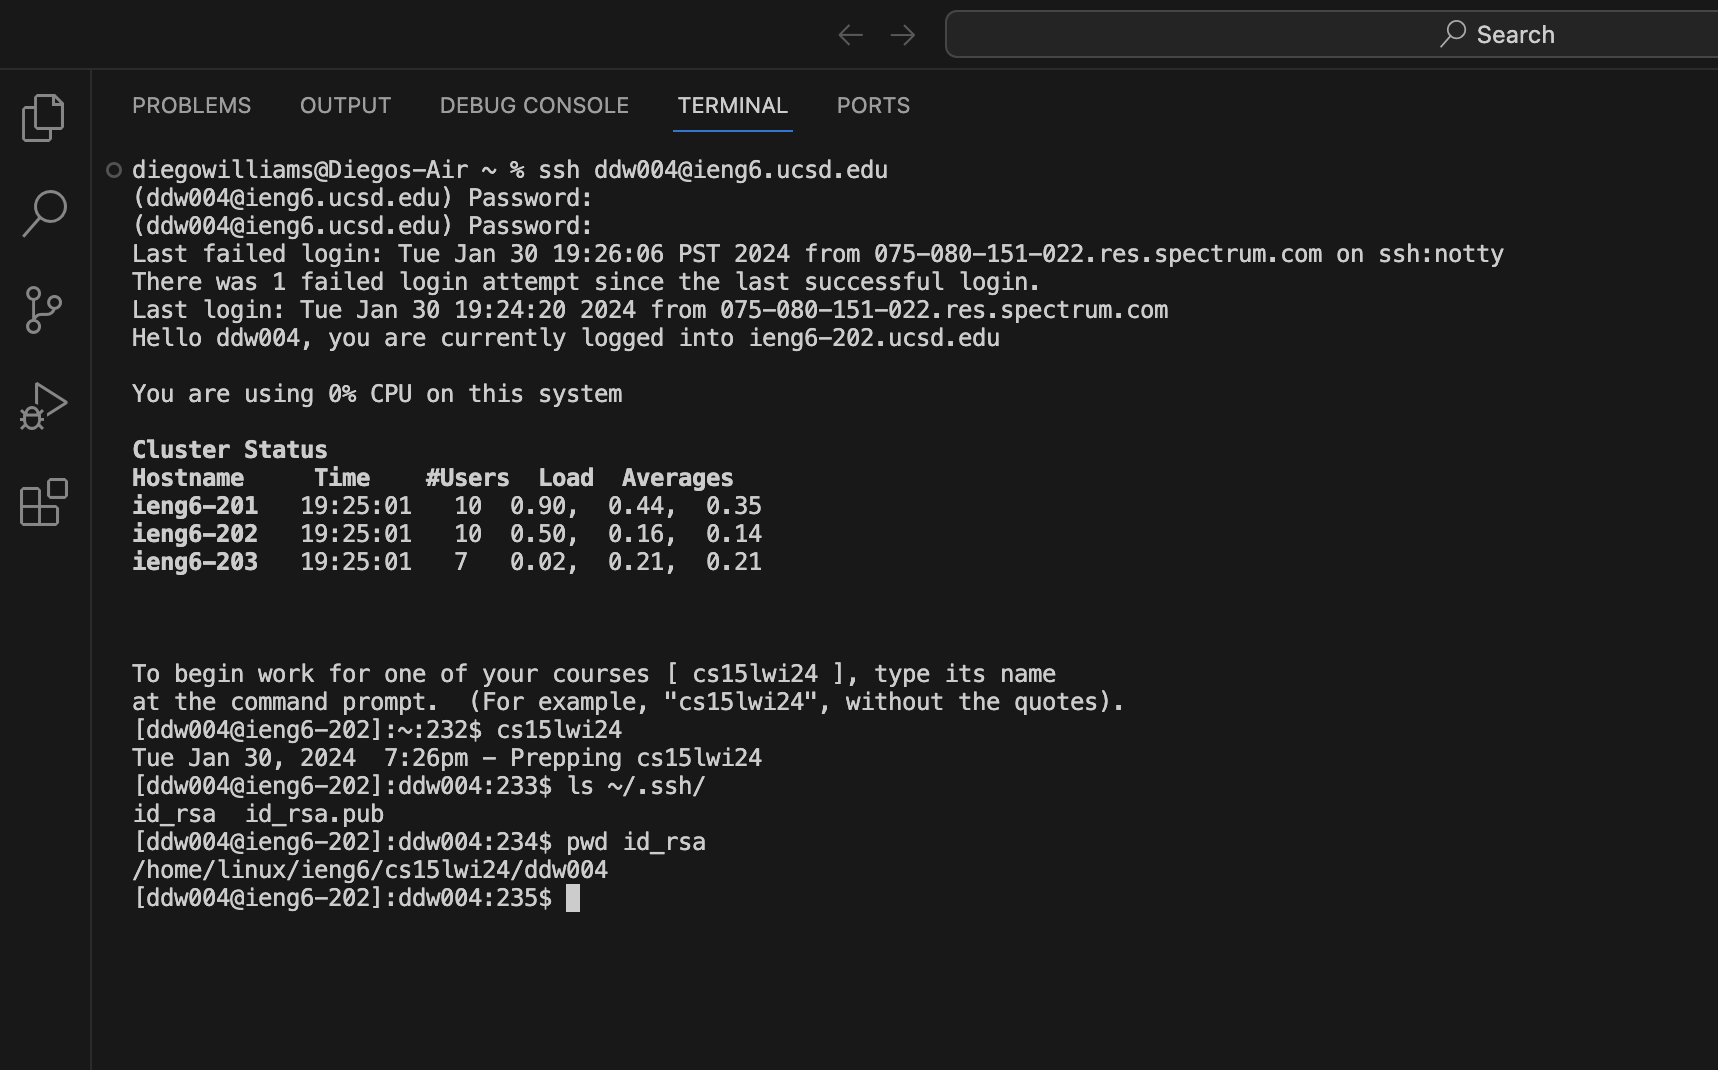 Search
PROBLEMS OUTPUT DEBUG CONSOLE TERMINAL PORTS
diegowilliams@Diegos-Air ~ % ssh ddw004@ieng6.ucsd.edu
(ddw004@ieng6.ucsd.edu) Password:
(ddw004@ieng6.ucsd.edu) Password:
Last failed login: Tue Jan 30 19:26:06 PST 2024 from 075-080-151-022.res.spectrum.com on ssh:notty
There was 1 failed login attempt since the last successful login.
Last login: Tue Jan 30 19:24:20 2024 from 075-080-151-022.res.spectrum.com
Hello ddw004, you are currently logged into ieng6-202.ucsd.edu
You are using 0% CPU on this system
Cluster Status
Hostname     Time    #Users  Load  Averages
ieng6-201   19:25:01   10  0.90,  0.44,  0.35
ieng6-202   19:25:01   10  0.50,  0.16,  0.14
ieng6-203   19:25:01   7   0.02,  0.21,  0.21
To begin work for one of your courses [ cs15lwi24 ], type its name
at the command prompt.  (For example, "cs15lwi24", without the quotes).
[ddw004@ieng6-202]:~:232$ cs15lwi24
Tue Jan 30, 2024  7:26pm - Prepping cs15lwi24
[ddw004@ieng6-202]:ddw004:233$ ls ~/.ssh/
id_rsa  id_rsa.pub
[ddw004@ieng6-202]:ddw004:234$ pwd id_rsa
/home/linux/ieng6/cs15lwi24/ddw004
[ddw004@ieng6-202]:ddw004:235$